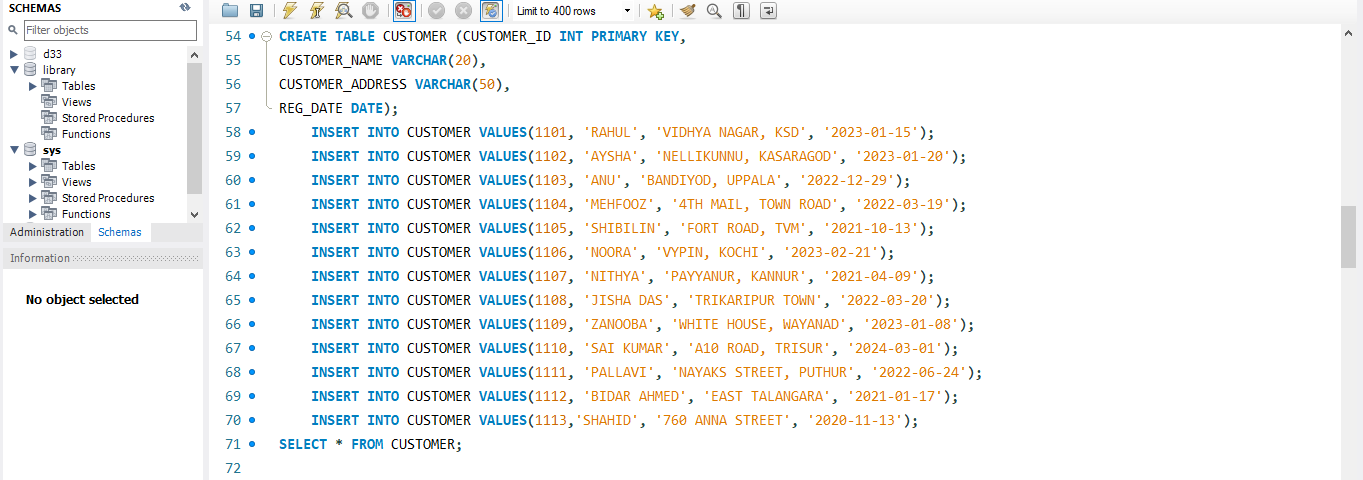 SCHEMAS
Filter objects
d33
library
Tables
Views
Stored Procedures
Functions
sys
Tables
Views
Stored Procedures
Functions
Administration Schemas
Information
No object selected
Limit to 400 rows
54 CREATE TABLE CUSTOMER (CUSTOMER_ID INT PRIMARY KEY,
55 CUSTOMER_NAME VARCHAR(20),
56 CUSTOMER_ADDRESS VARCHAR(50),
57 REG_DATE DATE);
58 INSERT INTO CUSTOMER VALUES(1101, 'RAHUL', 'VIDHYA NAGAR, KSD', '2023-01-15');
59 INSERT INTO CUSTOMER VALUES(1102, 'AYSHA', 'NELLIKUNNU, KASARAGOD', '2023-01-20');
60 INSERT INTO CUSTOMER VALUES(1103, 'ANU', 'BANDIYOD, UPPALA', '2022-12-29');
61 INSERT INTO CUSTOMER VALUES(1104, 'MEHFOOZ', '4TH MAIL, TOWN ROAD', '2022-03-19');
62 INSERT INTO CUSTOMER VALUES(1105, 'SHIBILIN', 'FORT ROAD, TVM', '2021-10-13');
63 INSERT INTO CUSTOMER VALUES(1106, 'NOORA', 'VYPIN, KOCHI', '2023-02-21');
64 INSERT INTO CUSTOMER VALUES(1107, 'NITHYA', 'PAYYANUR, KANNUR', '2021-04-09');
65 INSERT INTO CUSTOMER VALUES(1108, 'JISHA DAS', 'TRIKARIPUR TOWN', '2022-03-20');
66 INSERT INTO CUSTOMER VALUES(1109, 'ZANOOBA', 'WHITE HOUSE, WAYANAD', '2023-01-08');
67 INSERT INTO CUSTOMER VALUES(1110, 'SAI KUMAR', 'A10 ROAD, TRISUR', '2024-03-01');
68 INSERT INTO CUSTOMER VALUES(1111, 'PALLAVI', 'NAYAKS STREET, PUTHUR', '2022-06-24');
69 INSERT INTO CUSTOMER VALUES(1112, 'BIDAR AHMED', 'EAST TALANGARA', '2021-01-17');
70 INSERT INTO CUSTOMER VALUES(1113,'SHAHID', '760 ANNA STREET', '2020-11-13');
71 SELECT * FROM CUSTOMER;
72